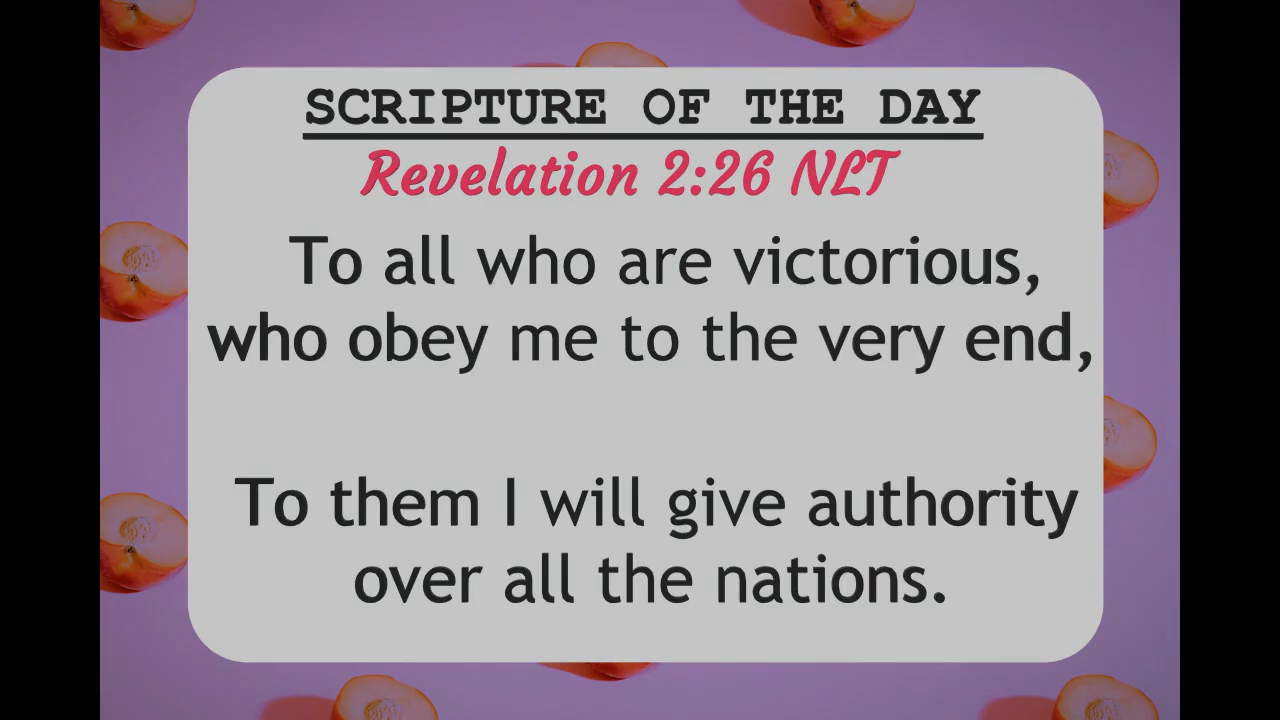 SCRIPTURE OF THE DAY
Revelation 2:26 NLT
To all who are victorious,
who obey me to the very end,
To them I will give authority
over all the nations.